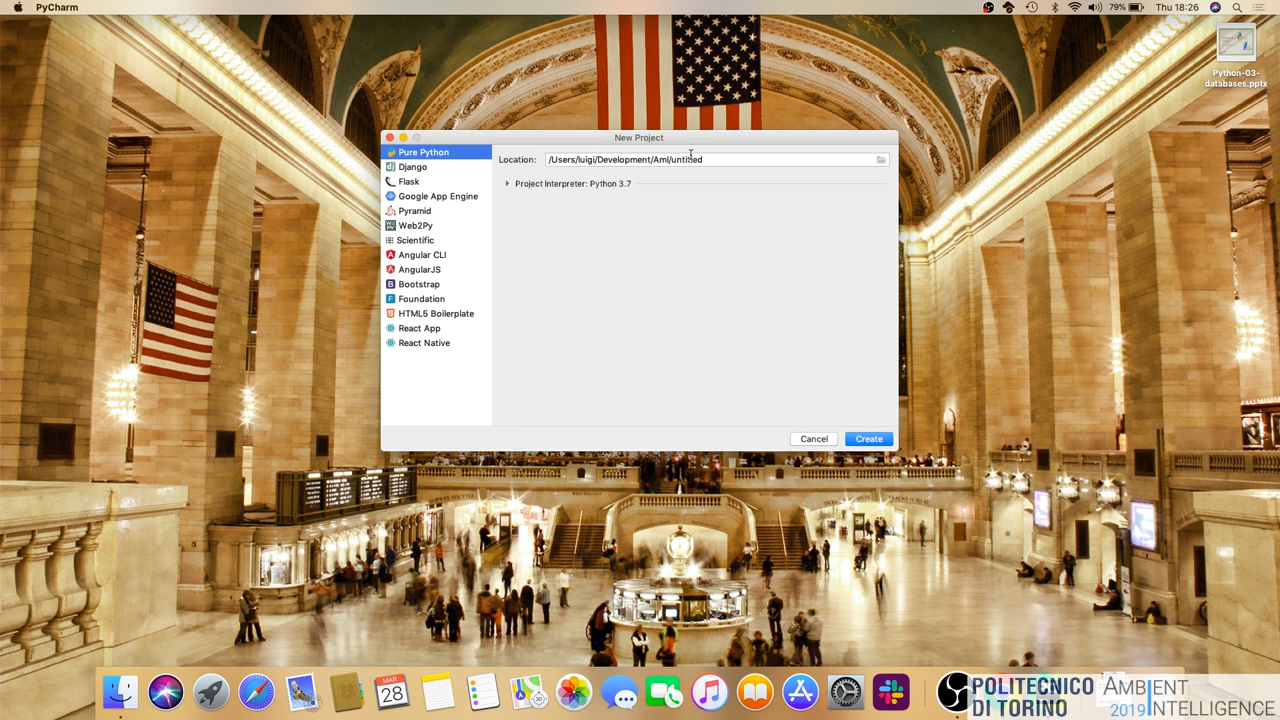 PyCharm
79%
Thu 18:26
Python-03-
databases.pptx
New Project
Pure Python
Django
Flask
Google App Engine
Pyramid
Web2Py
Scientific
Angular CLI
AngularJS
Bootstrap
Foundation
HTML5 Boilerplate
React App
React Native
Location:
/Users/luigi/Development/AmI/untitled
Project Interpreter: Python 3.7
Cancel
Create
MAR
28
POLITECNICO
DI TORINO
AMBIENT
2019 INTELLIGENCE